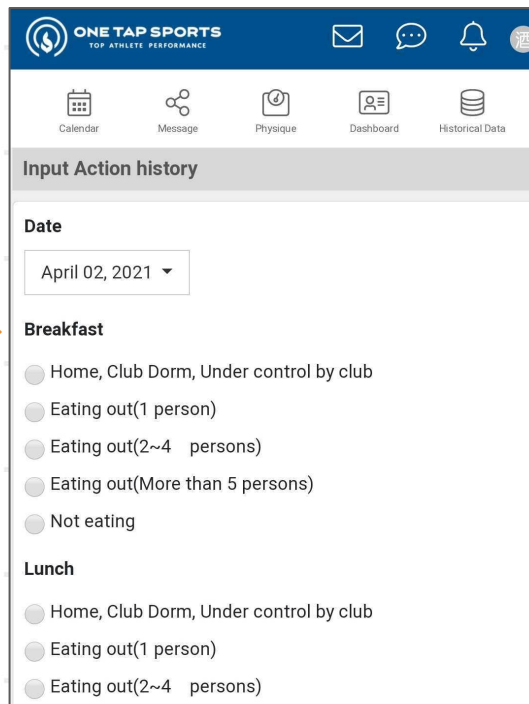 ONE TAP SPORTS
TOP ATHLETE PERFORMANCE
酒
Calendar Message Physique Dashboard Historical Data
Input Action history
Date
April 02, 2021
Breakfast
Home, Club Dorm, Under control by club
Eating out(1 person)
Eating out(2~4　persons)
Eating out(More than 5 persons)
Not eating
Lunch
Home, Club Dorm, Under control by club
Eating out(1 person)
Eating out(2~4　persons)